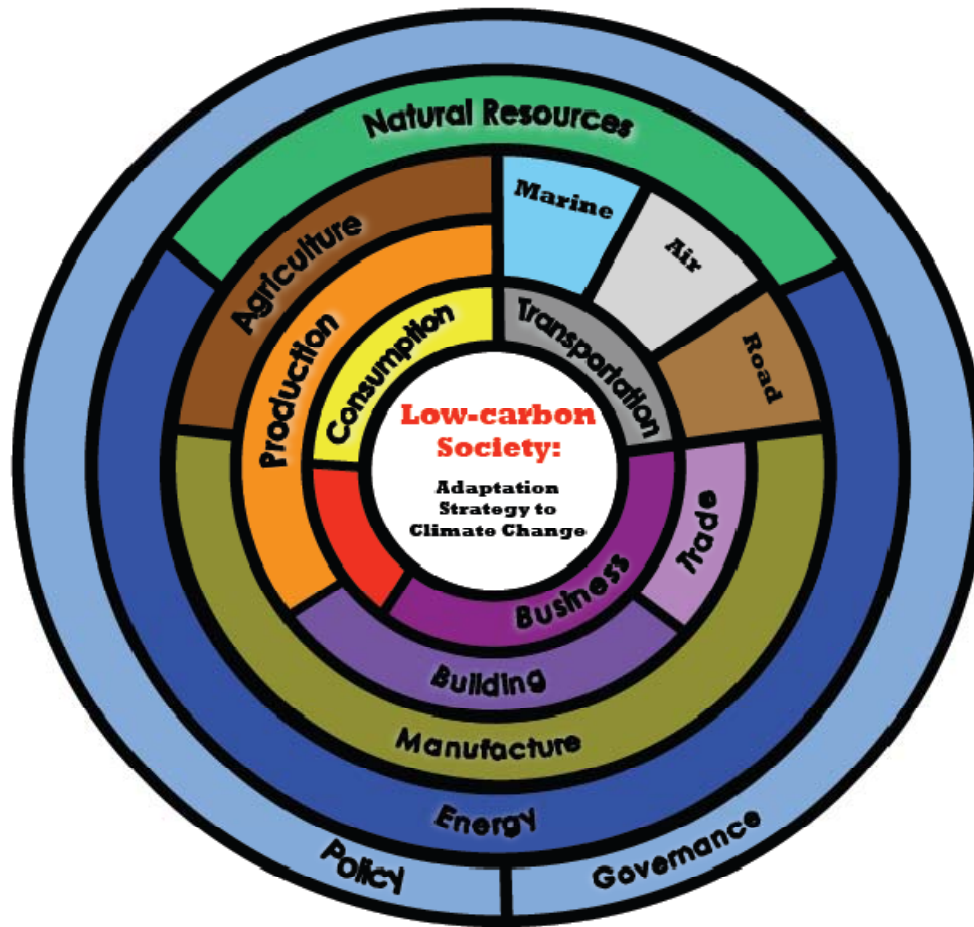 Natural Resources
Marine
Air
Road
Agriculture
Production
Consumption
Transportation
Low-carbon
Society:
Adaptation
Strategy to
Climate Change
Trade
Business
Building
Manufacture
Energy
Policy
Governance